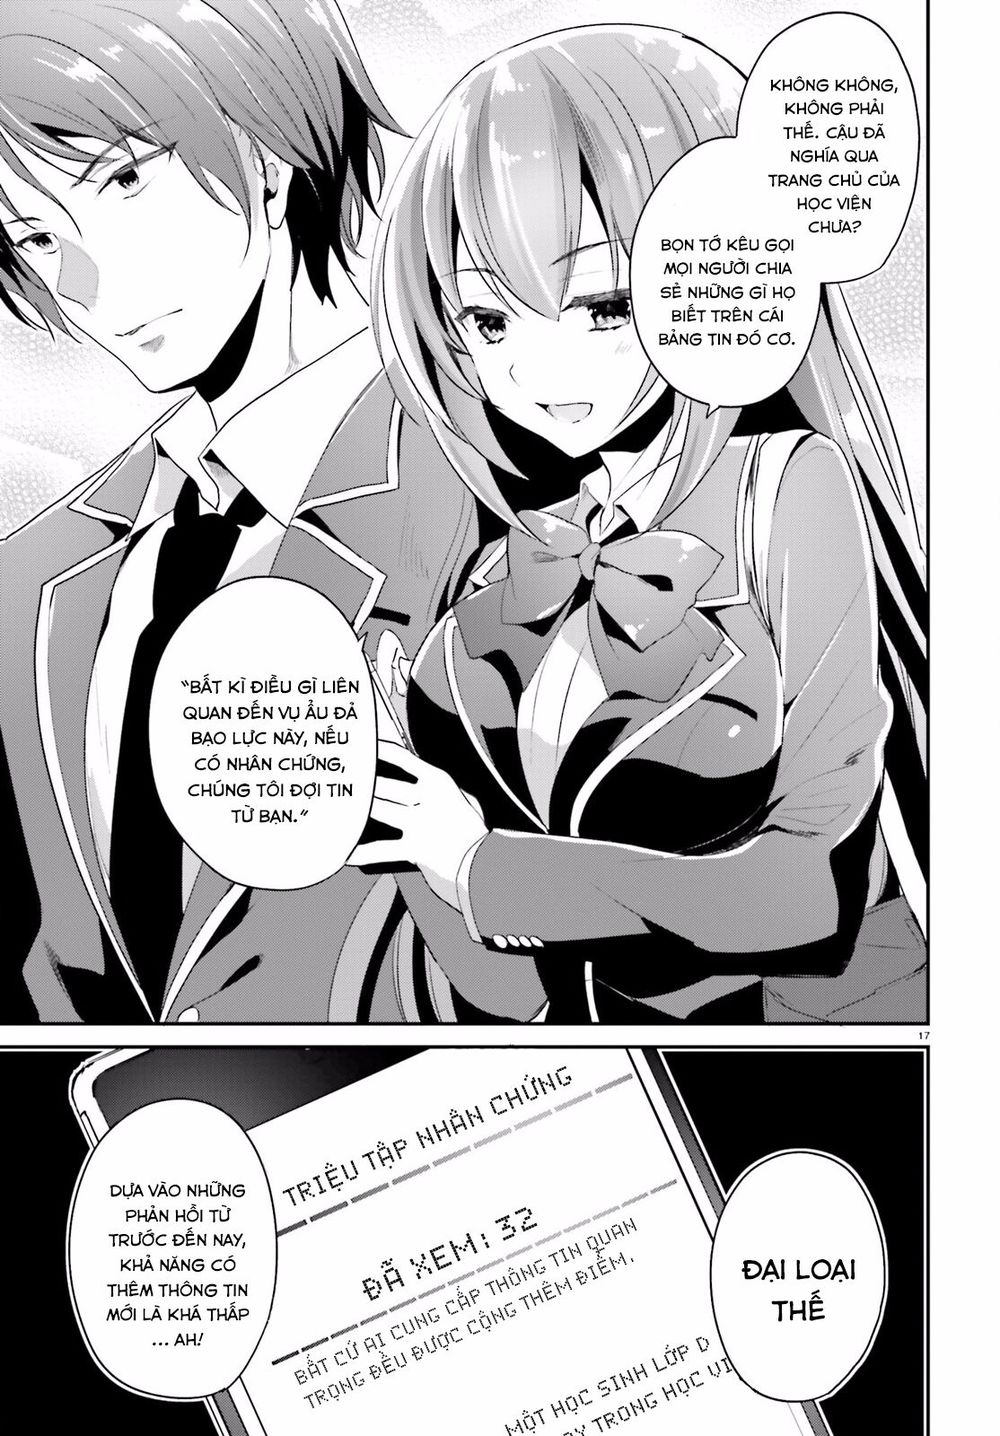 KHÔNG KHÔNG,
KHÔNG PHẢI
THẾ. CẬU ĐÃ
NGHÍA QUA
TRANG CHỦ CỦA
HỌC VIỆN
CHƯA?
BỌN TỚ KÊU GỌI
MỌI NGƯỜI CHIA
SẺ NHỮNG GÌ HỌ
BIẾT TRÊN CÁI
BẢNG TIN ĐÓ CƠ.
"BẤT KÌ ĐIỀU GÌ LIÊN
QUAN ĐẾN VỤ ẨU ĐẢ
BẠO LỰC NÀY, NẾU
CÓ NHÂN CHỨNG,
CHÚNG TÔI ĐỢI TIN
TỪ BẠN."
17
ĐẠI LOẠI
THẾ
TRIỆU TẬP NHÂN CHỨNG
ĐÃ XEM: 32
BẤT CỨ AI CUNG CẤP THÔNG TIN QUAN
TRỌNG ĐỀU ĐƯỢC CỘNG THÊM ĐIỂM.
MỘT HỌC SINH LỚP D
TRONG HỌC
DỰA VÀO NHỮNG
PHẢN HỒI TỪ
TRƯỚC ĐẾN NAY,
KHẢ NĂNG CÓ
THÊM THÔNG TIN
MỚI LÀ KHÁ THẤP
... AH!